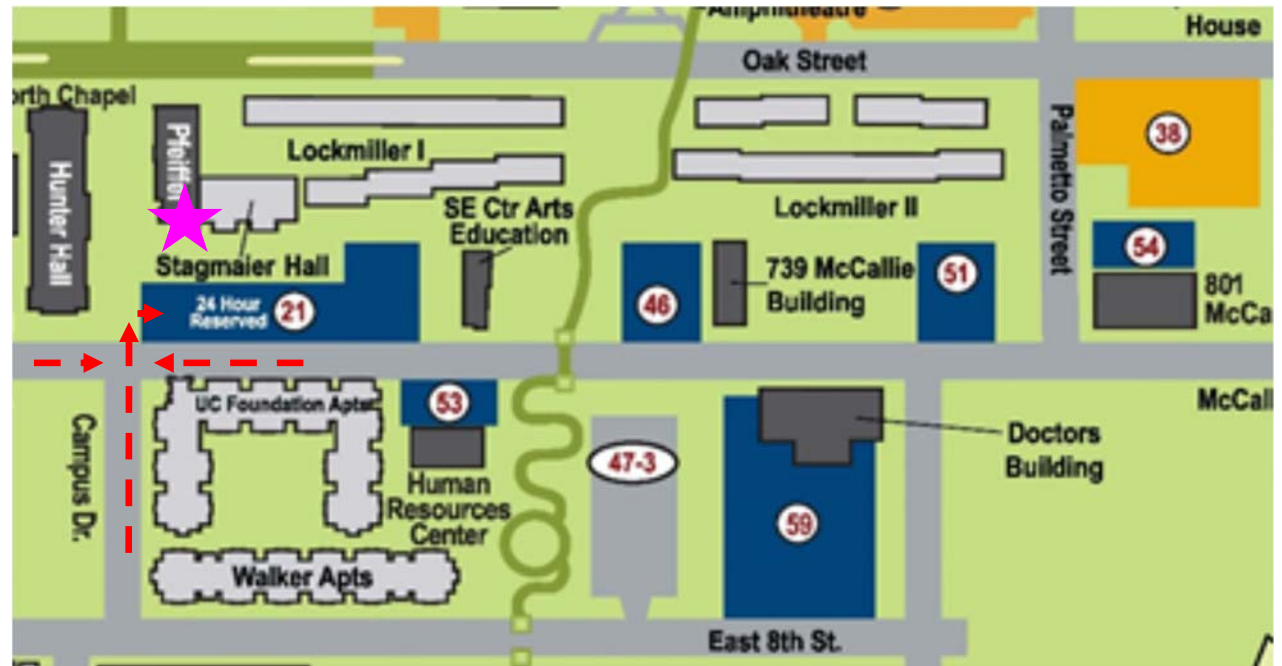 Amphitheatre
House
Oak Street
orth Chapel
Pfeiffer
Hunter Hall
Lockmiller I
SE Ctr Arts
Education
Stagmaier Hall
Lockmiller II
Palmetto Street
38
54
51
739 McCallie
Building
46
801
McCa
24 Hour
Reserved
21
UC Foundation Apts
53
Campus Dr.
Human
Resources
Center
47-3
McCall
Doctors
Building
59
Walker Apts
East 8th St.